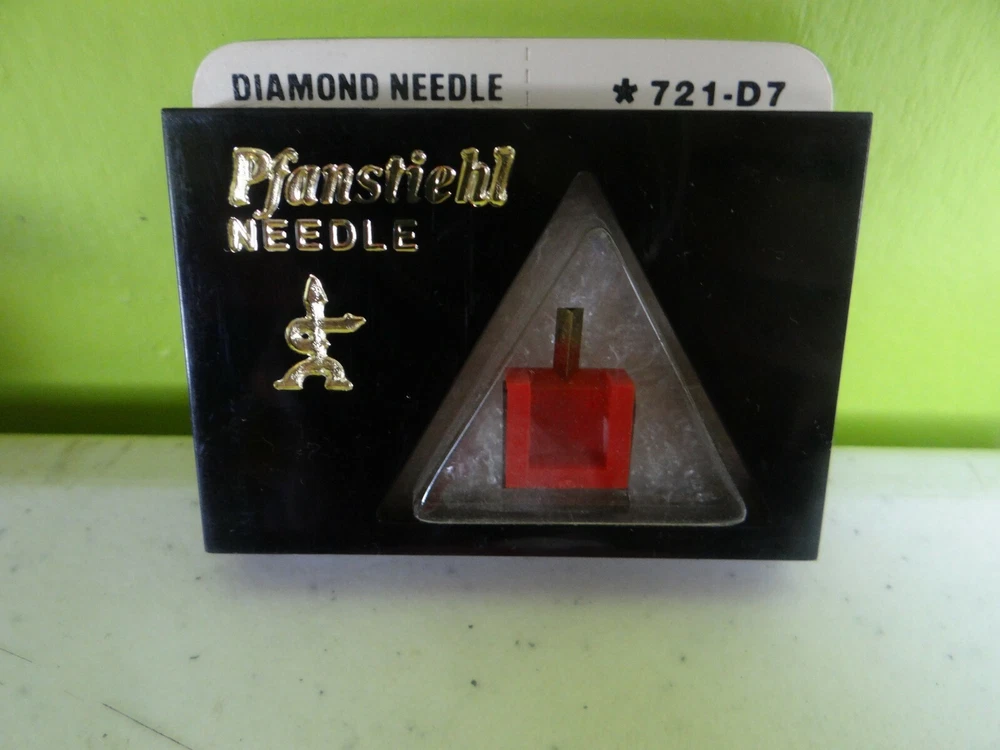 DIAMOND NEEDLE * 721-D7
Pfanstiehl
NEEDLE